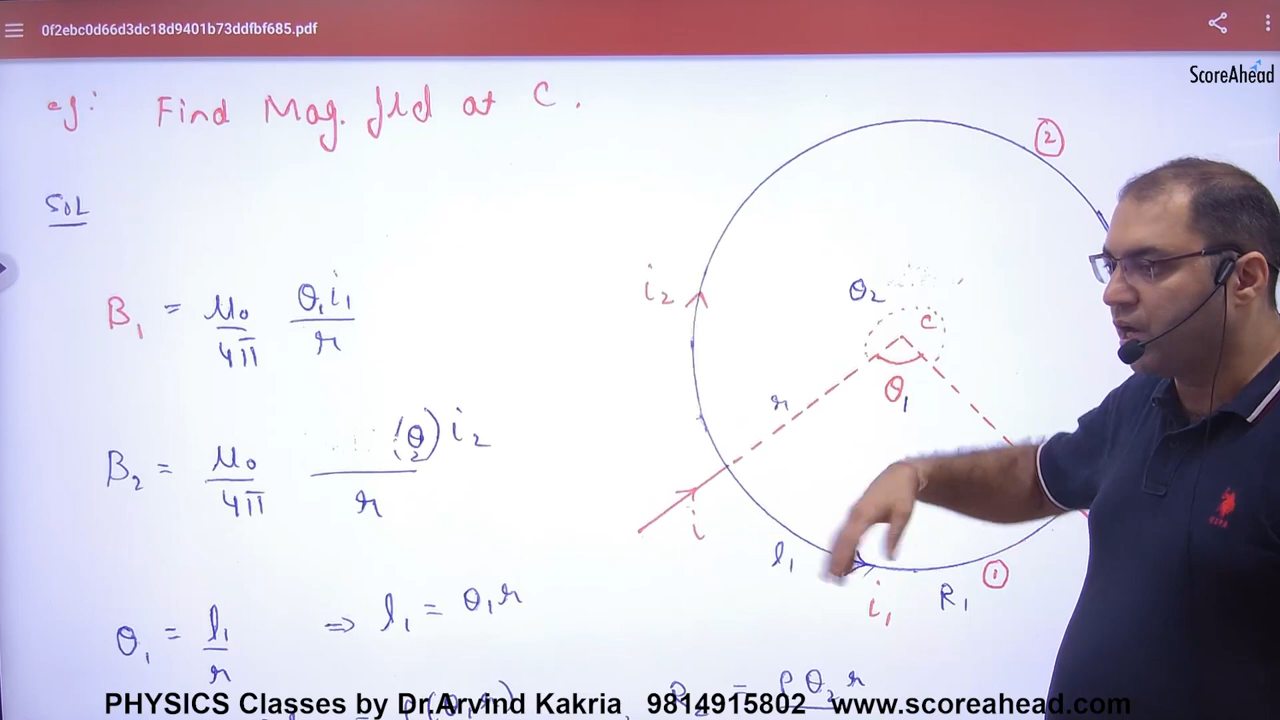 0f2ebc0d66d3dc18d9401b73ddfbf685.pdf
ScoreAhead
eg: Find Mag. fld at C.
SOL
B₁ = μ₀/4π θ₁i₁/r
B₂ = μ₀/4π (θ₂)i₂/r
θ₁ = l₁/r ⇒ l₁ = θ₁r
R₂ = ρθ₂r
②
i₂
θ₂
C
θ₁
r
i
l₁
i₁
R₁
①
PHYSICS Classes by Dr.Arvind Kakria 9814915802 www.scoreahead.com